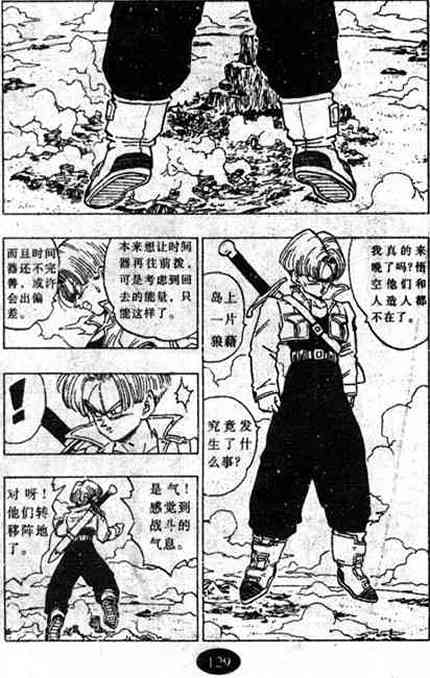 我真的来
晚了吗?悟
空他们和
人造人都
不在了。
岛上
一片
狼藉
究竟发
生了什
么事?
本来想让时间
器再往前拨，
可是考虑到回
去的能量，只
能这样了。
而且时间
器还不完
善，或许
会出偏
差。
!
是气!
感觉到
战斗的
气息。
对呀!
他们转
移阵地
了。
129